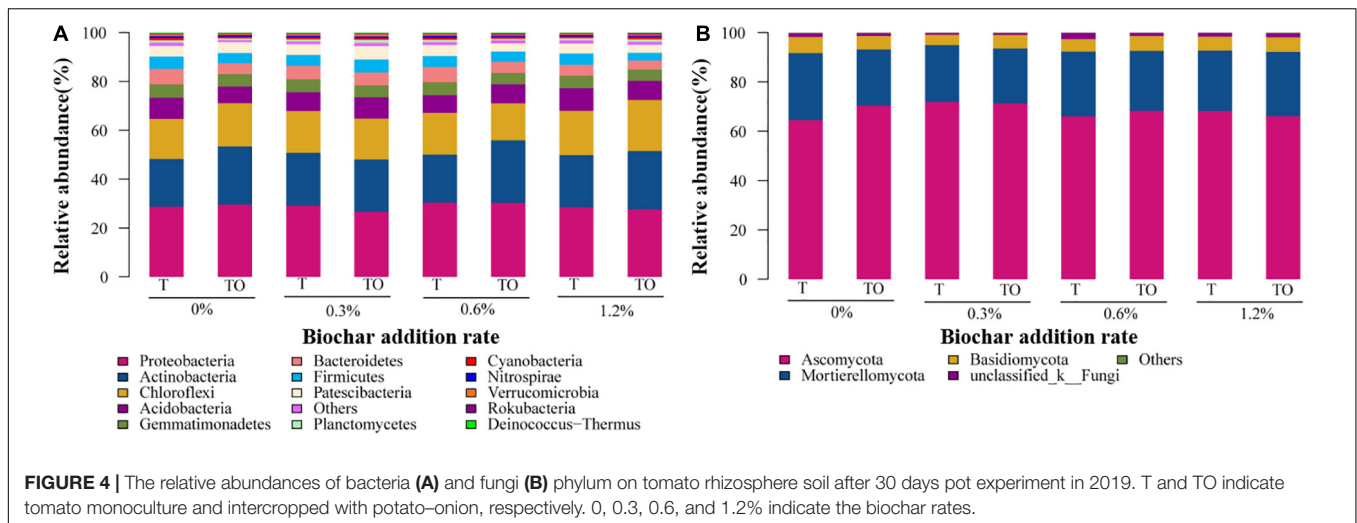 A
Relative abundance(%)
100
80
60
40
20
0
T TO T TO T TO T TO
0% 0.3% 0.6% 1.2%
Biochar addition rate
Proteobacteria Bacteroidetes Cyanobacteria
Actinobacteria Firmicutes Nitrospirae
Chloroflexi Patescibacteria Verrucomicrobia
Acidobacteria Others Rokubacteria
Gemmatimonadetes Planctomycetes Deinococcus−Thermus
B
Relative abundance(%)
100
80
60
40
20
0
T TO T TO T TO T TO
0% 0.3% 0.6% 1.2%
Biochar addition rate
Ascomycota Basidiomycota Others
Mortierellomycota unclassified_k__Fungi
FIGURE 4 | The relative abundances of bacteria (A) and fungi (B) phylum on tomato rhizosphere soil after 30 days pot experiment in 2019. T and TO indicate
tomato monoculture and intercropped with potato–onion, respectively. 0, 0.3, 0.6, and 1.2% indicate the biochar rates.